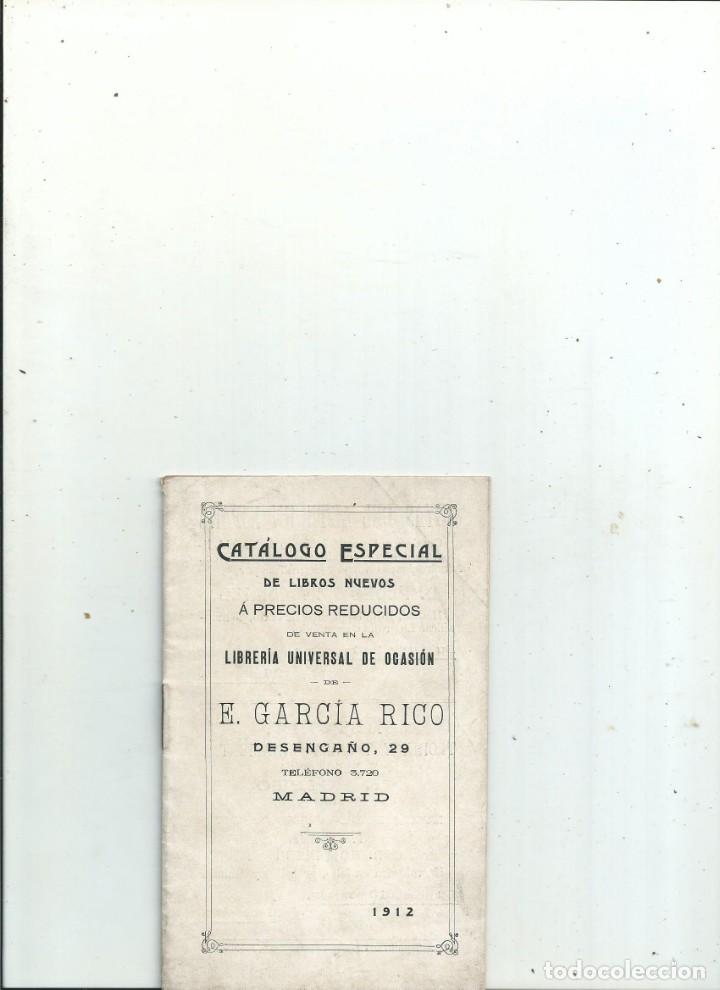 CATÁLOGO ESPECIAL
DE LIBROS NUEVOS
Á PRECIOS REDUCIDOS
DE VENTA EN LA
LIBRERÍA UNIVERSAL DE OCASIÓN
— DE —
E. GARCÍA RICO
DESENGAÑO, 29
TELÉFONO 3.720
MADRID
1912
todocoleccion